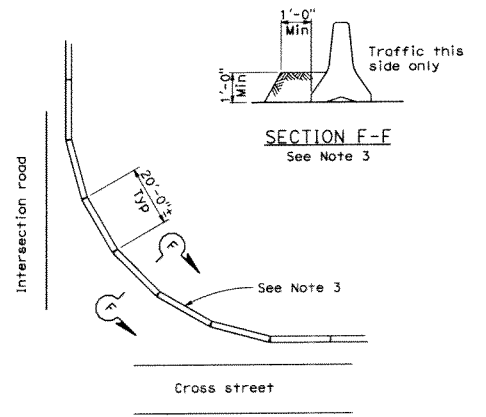 1'-0"
Min
Traffic this
side only
1'-0"
Min
SECTION F-F
See Note 3
Intersection road
20'-0"±
Typ
F
See Note 3
F
Cross street